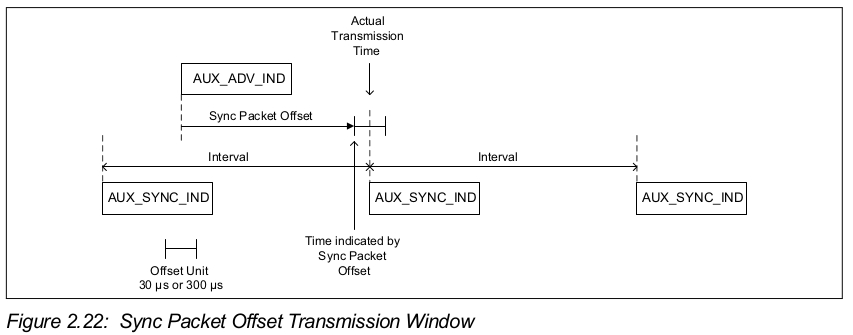 Actual
Transmission
Time
AUX_ADV_IND
Sync Packet Offset
Interval
Interval
AUX_SYNC_IND
AUX_SYNC_IND
AUX_SYNC_IND
Time indicated by
Sync Packet
Offset
Offset Unit
30 µs or 300 µs
Figure 2.22: Sync Packet Offset Transmission Window